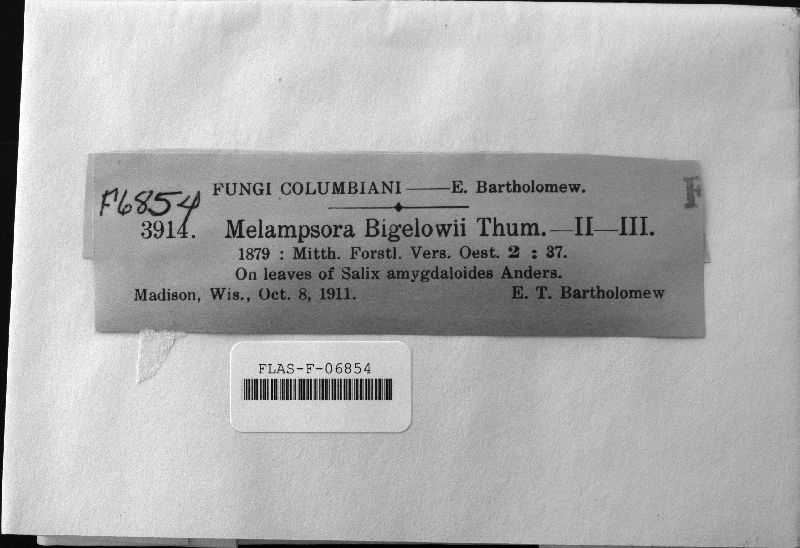 FUNGI COLUMBIANI——E. Bartholomew.
F
F6854
3914. Melampsora Bigelowii Thum.—II—III.
1879 : Mitth. Forstl. Vers. Oest. 2 : 37.
On leaves of Salix amygdaloides Anders.
Madison, Wis., Oct. 8, 1911. E. T. Bartholomew
FLAS-F-06854